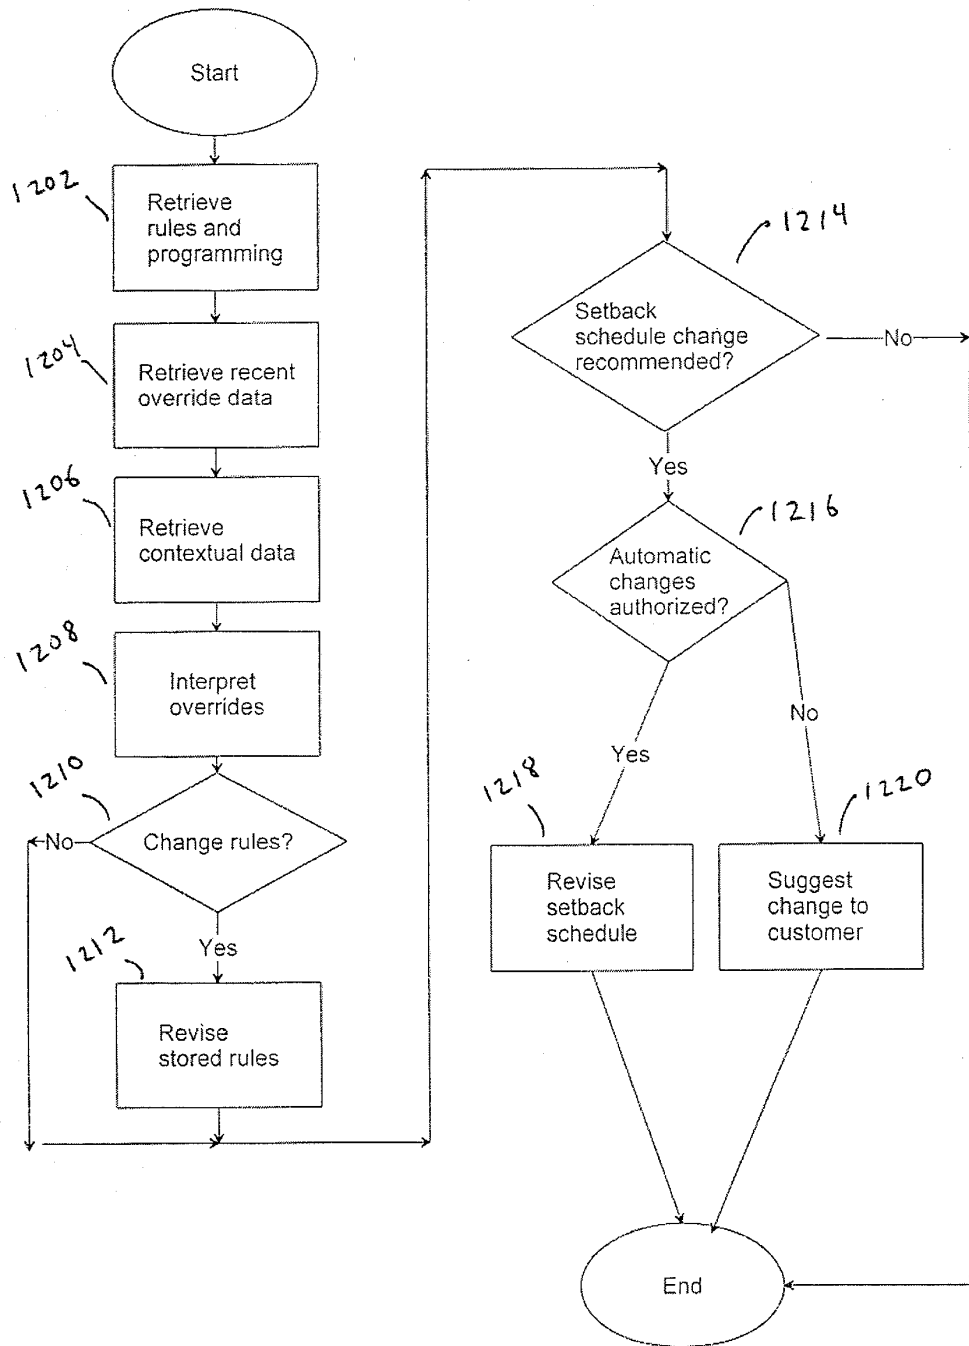 Start
1202
Retrieve
rules and
programming
1204
Retrieve recent
override data
1206
Retrieve
contextual data
1208
Interpret
overrides
1210
No
Change rules?
Yes
1212
Revise
stored rules
1214
Setback
schedule change
recommended?
No
Yes
1216
Automatic
changes
authorized?
No
Yes
1218
Revise
setback
schedule
1220
Suggest
change to
customer
End